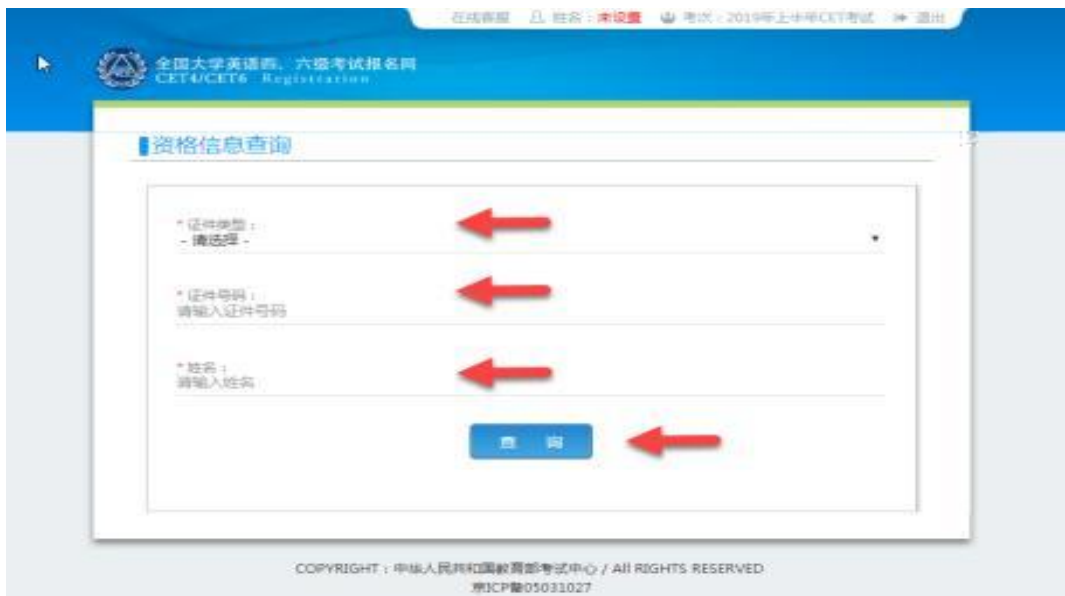 在线客服 姓名：未设置 考次：2019年上半年CET考试 退出
全国大学英语四、六级考试报名网
CET4/CET6 Registration
资格信息查询
* 证件类型：
- 请选择 -
* 证件号码：
请输入证件号码
* 姓名：
请输入姓名
查 询
COPYRIGHT：中华人民共和国教育部考试中心 / All RIGHTS RESERVED
京ICP备05031027